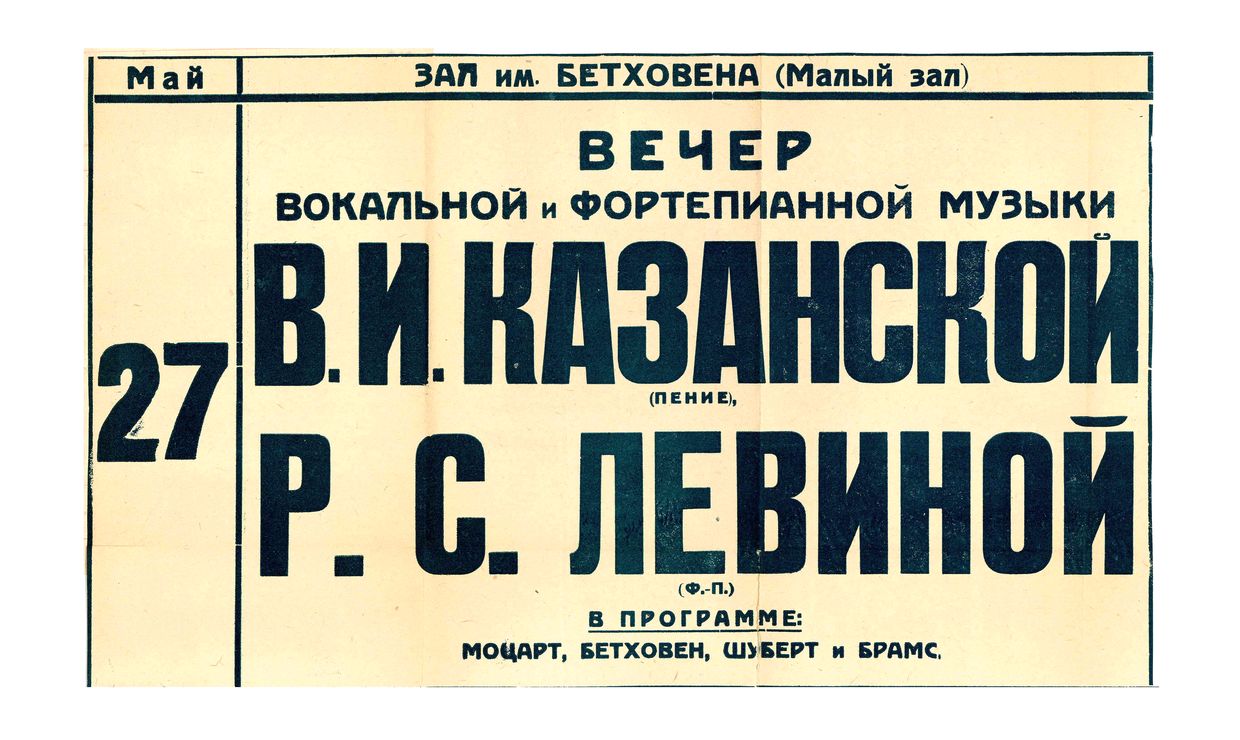 Май
ЗАЛ им. БЕТХОВЕНА (Малый зал)
27
ВЕЧЕР
ВОКАЛЬНОЙ и ФОРТЕПИАННОЙ МУЗЫКИ
В. И. КАЗАНСКОЙ
(ПЕНИЕ),
Р. С. ЛЕВИНОЙ
(Ф.-П.)
В ПРОГРАММЕ:
МОЦАРТ, БЕТХОВЕН, ШУБЕРТ и БРАМС.